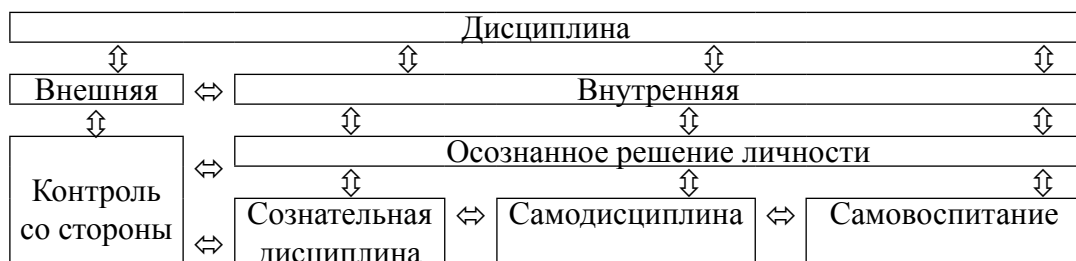 Дисциплина
Внешняя
Внутренняя
Осознанное решение личности
Контроль
со стороны
Сознательная
дисциплина
Самодисциплина
Самовоспитание